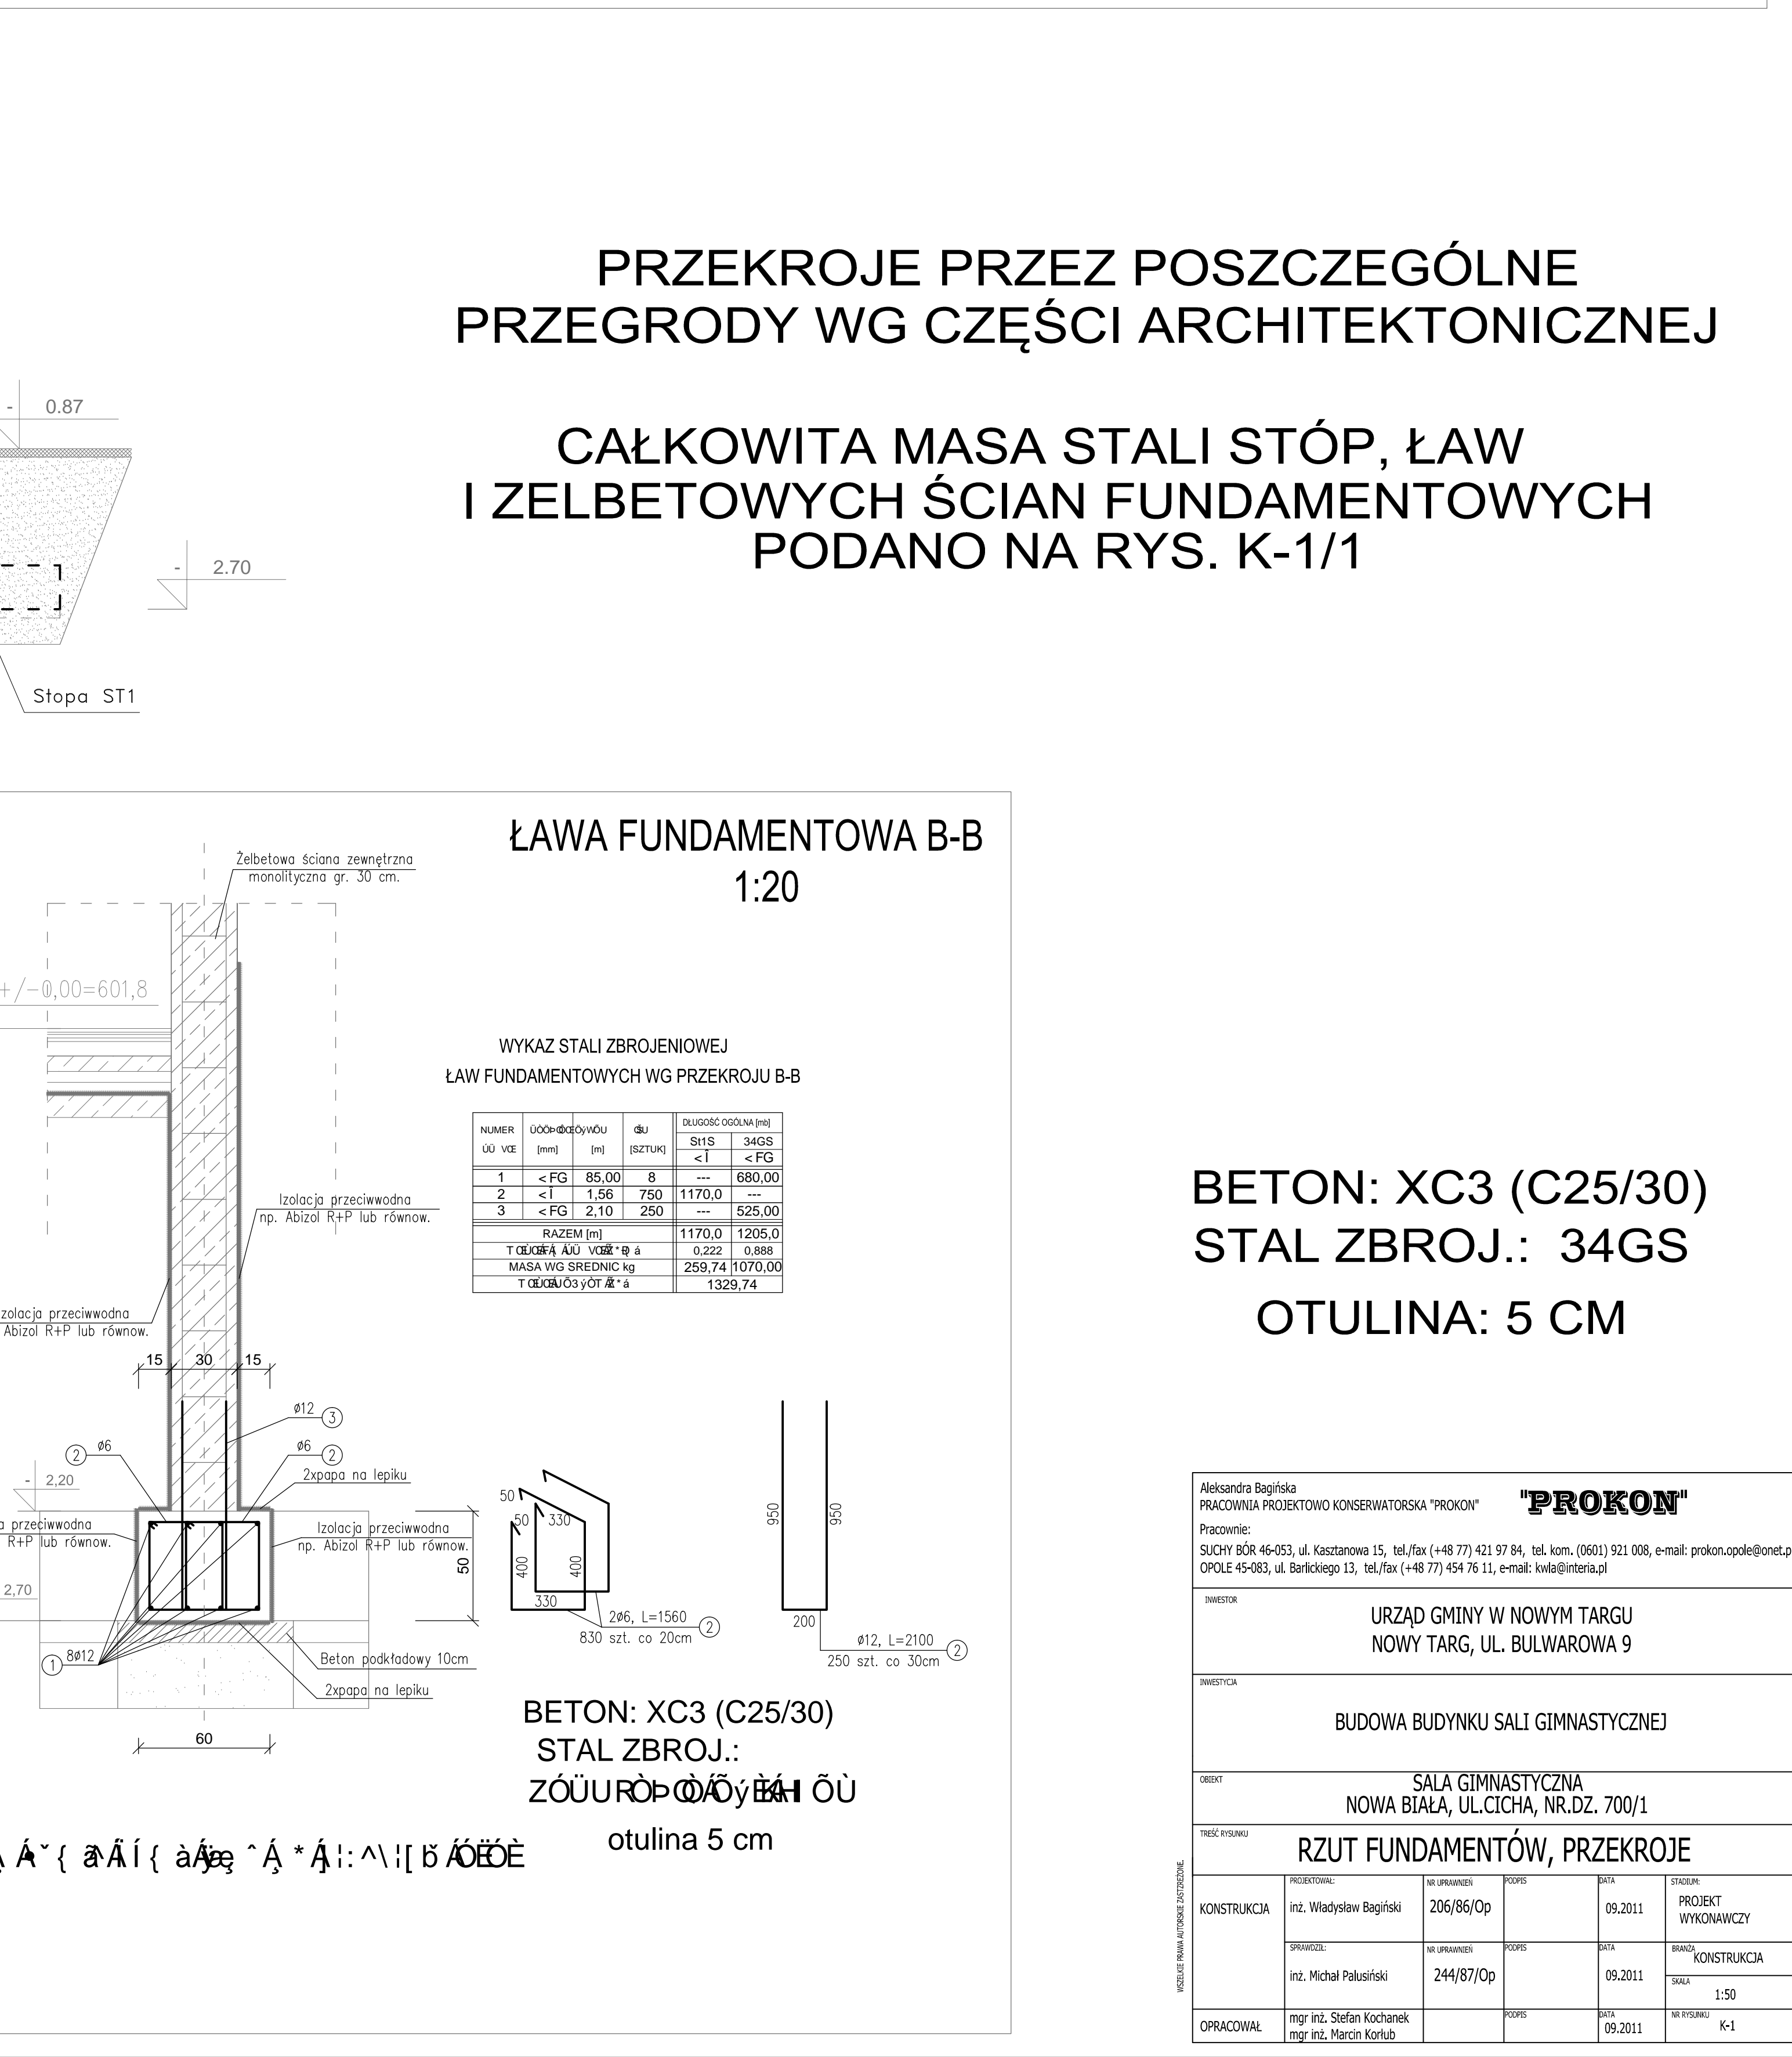 PRZEKROJE PRZEZ POSZCZEGÓLNE
PRZEGRODY WG CZĘŚCI ARCHITEKTONICZNEJ
CAŁKOWITA MASA STALI STÓP, ŁAW
I ZELBETOWYCH ŚCIAN FUNDAMENTOWYCH
PODANO NA RYS. K-1/1
- 0.87
- 2.70
Stopa ST1
ŁAWA FUNDAMENTOWA B-B
1:20
Żelbetowa ściana zewnętrzna
monolityczna gr. 30 cm.
+/-0,00=601,8
Izolacja przeciwwodna
np. Abizol R+P lub równow.
zolacja przeciwwodna
Abizol R+P lub równow.
15 30 15
ø12 3
2 ø6
ø6 2
2xpapa na lepiku
- 2,20
przeciwwodna
R+P lub równow.
Izolacja przeciwwodna
np. Abizol R+P lub równow.
50
2,70
1 8ø12
Beton podkładowy 10cm
2xpapa na lepiku
60
WYKAZ STALI ZBROJENIOWEJ
ŁAW FUNDAMENTOWYCH WG PRZEKROJU B-B
NUMER DŁUGOŚĆ OGÓLNA [mb]
[mm] [m] [SZTUK] St1S 34GS
< FG
1 < FG 85,00 8 --- 680,00
2 < Î 1,56 750 1170,0 ---
3 < FG 2,10 250 --- 525,00
RAZEM [m] 1170,0 1205,0
0,222 0,888
MASA WG SREDNIC kg 259,74 1070,00
1329,74
50
50 330
400 400
330
2ø6, L=1560
830 szt. co 20cm 2
950 950
200
ø12, L=2100
250 szt. co 30cm 2
BETON: XC3 (C25/30)
STAL ZBROJ.:
otulina 5 cm
BETON: XC3 (C25/30)
STAL ZBROJ.: 34GS
OTULINA: 5 CM
Aleksandra Bagińska
PRACOWNIA PROJEKTOWO KONSERWATORSKA "PROKON"
"PROKON"
Pracownie:
SUCHY BÓR 46-053, ul. Kasztanowa 15, tel./fax (+48 77) 421 97 84, tel. kom. (0601) 921 008, e-mail: prokon.opole@onet.p
OPOLE 45-083, ul. Barlickiego 13, tel./fax (+48 77) 454 76 11, e-mail: kwla@interia.pl
INWESTOR
URZĄD GMINY W NOWYM TARGU
NOWY TARG, UL. BULWAROWA 9
INWESTYCJA
BUDOWA BUDYNKU SALI GIMNASTYCZNEJ
OBIEKT
SALA GIMNASTYCZNA
NOWA BIAŁA, UL.CICHA, NR.DZ. 700/1
TREŚĆ RYSUNKU
RZUT FUNDAMENTÓW, PRZEKROJE
WSZELKIE PRAWA AUTORSKIE ZASTZREŻONE.
KONSTRUKCJA
PROJEKTOWAŁ: NR UPRAWNIEŃ PODPIS DATA STADIUM:
inż. Władysław Bagiński 206/86/Op 09.2011 PROJEKT
WYKONAWCZY
SPRAWDZIŁ: NR UPRAWNIEŃ PODPIS DATA BRANŻA
KONSTRUKCJA
inż. Michał Palusiński 244/87/Op 09.2011
SKALA
1:50
OPRACOWAŁ mgr inż. Stefan Kochanek
mgr inż. Marcin Korłub
PODPIS DATA 09.2011
NR RYSUNKU K-1